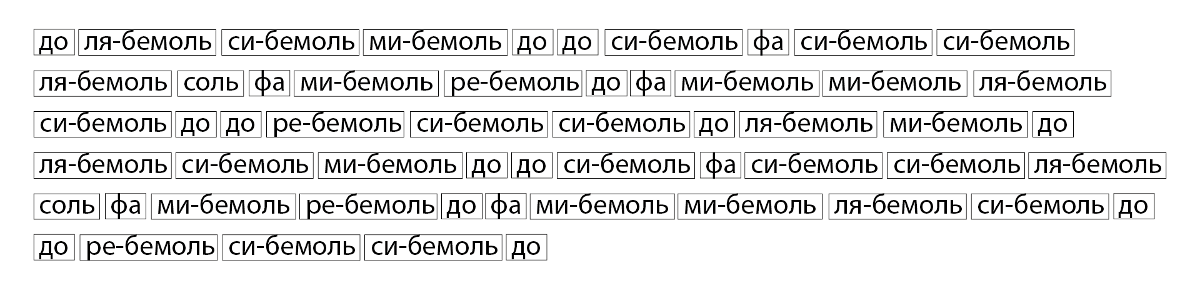 до ля-бемоль си-бемоль ми-бемоль до до си-бемоль фа си-бемоль си-бемоль
ля-бемоль соль фа ми-бемоль ре-бемоль до фа ми-бемоль ми-бемоль ля-бемоль
си-бемоль до до ре-бемоль си-бемоль си-бемоль до ля-бемоль ми-бемоль до
ля-бемоль си-бемоль ми-бемоль до до си-бемоль фа си-бемоль си-бемоль ля-бемоль
соль фа ми-бемоль ре-бемоль до фа ми-бемоль ми-бемоль ля-бемоль си-бемоль до
до ре-бемоль си-бемоль си-бемоль до